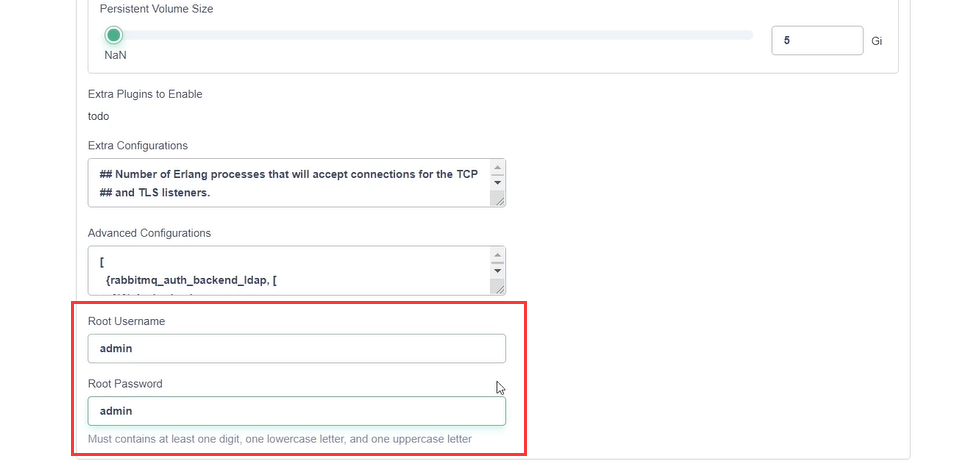 Persistent Volume Size
5
Gi
NaN
Extra Plugins to Enable
todo
Extra Configurations
## Number of Erlang processes that will accept connections for the TCP
## and TLS listeners.
Advanced Configurations
[
{rabbitmq_auth_backend_ldap, [
Root Username
admin
Root Password
admin
Must contains at least one digit, one lowercase letter, and one uppercase letter